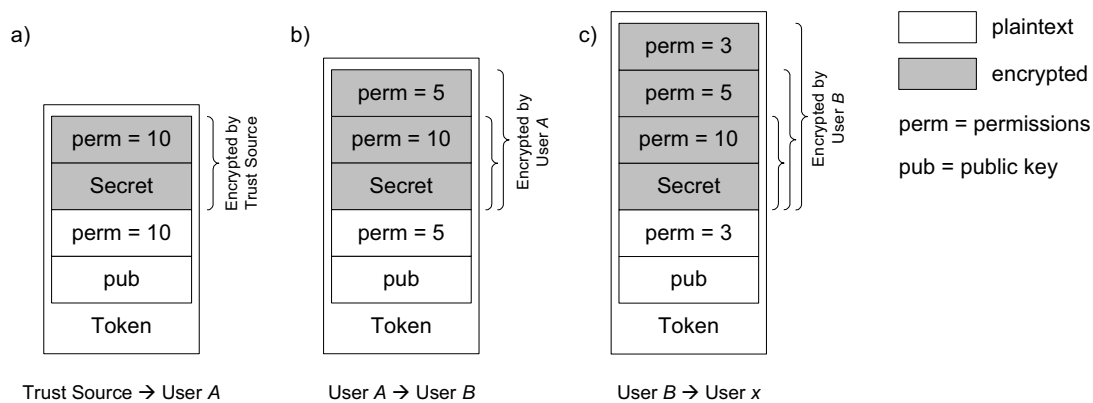 a)
perm = 10
Secret
perm = 10
pub
Token
Encrypted by
Trust Source
Trust Source → User A
b)
perm = 5
perm = 10
Secret
perm = 5
pub
Token
Encrypted by
User A
User A → User B
c)
perm = 3
perm = 5
perm = 10
Secret
perm = 3
pub
Token
Encrypted by
User B
User B → User x
plaintext
encrypted
perm = permissions
pub = public key